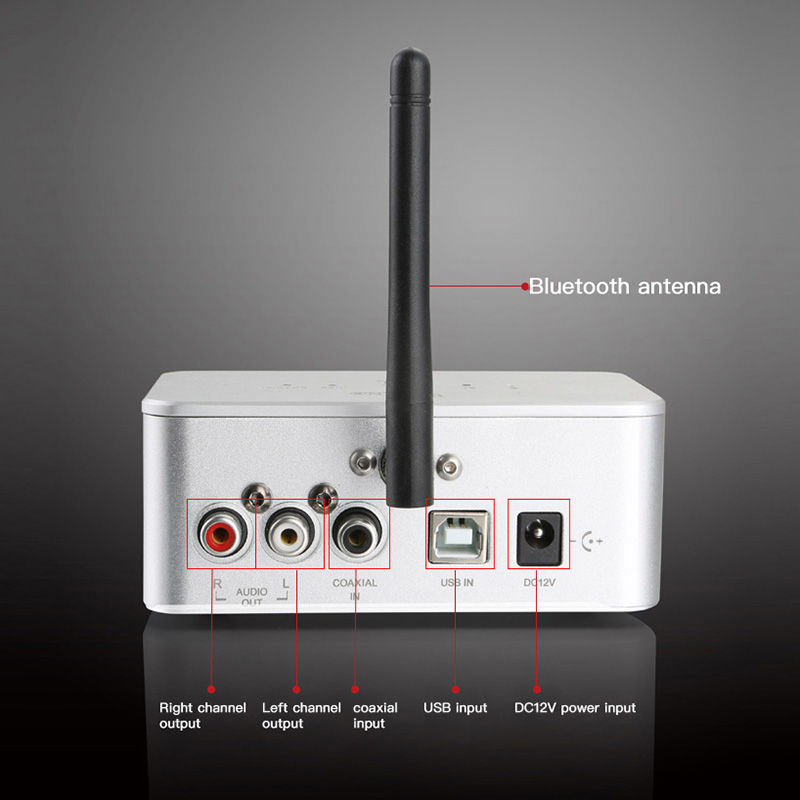 Bluetooth antenna
R
L
AUDIO
OUT
COAXIAL
IN
USB IN
DC12V
- +
Right channel
output
Left channel
output
coaxial
input
USB input
DC12V power input